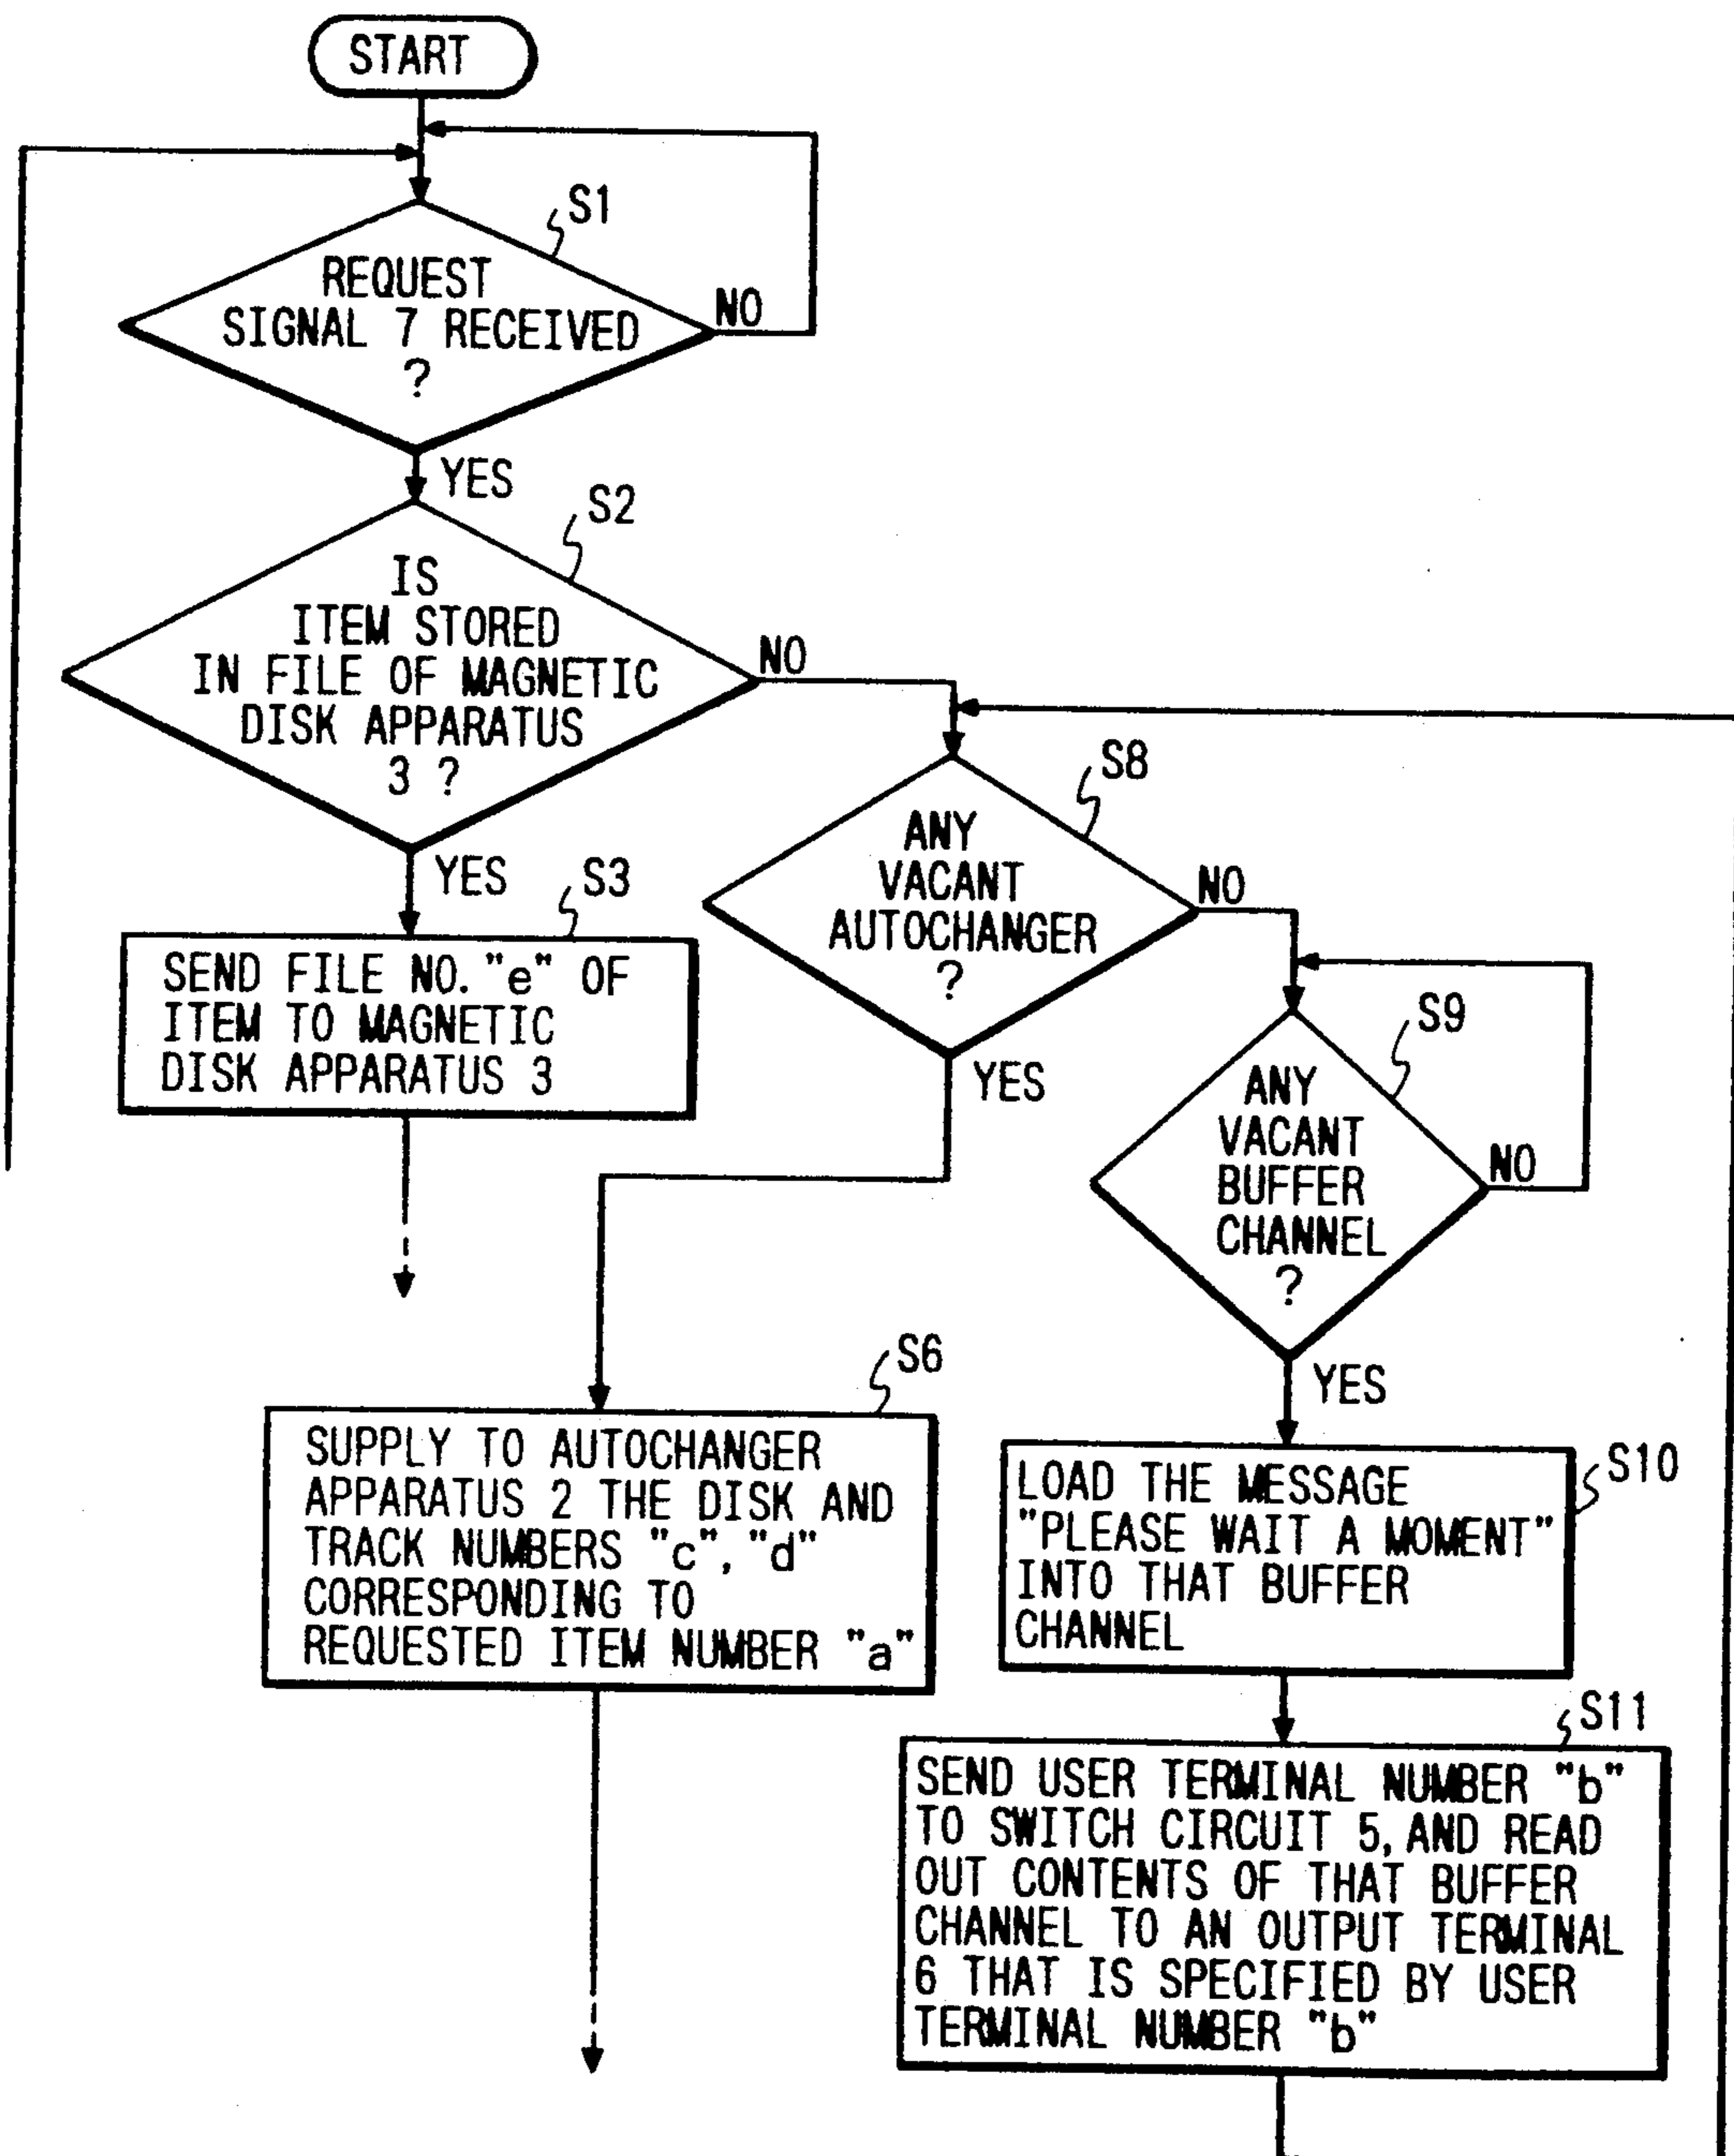 START
S1
REQUEST
SIGNAL 7 RECEIVED
?
NO
YES
S2
IS
ITEM STORED
IN FILE OF MAGNETIC
DISK APPARATUS
3 ?
NO
YES
S3
SEND FILE NO. "e" OF
ITEM TO MAGNETIC
DISK APPARATUS 3
S8
ANY
VACANT
AUTOCHANGER
?
NO
YES
S9
ANY
VACANT
BUFFER
CHANNEL
?
NO
YES
S6
SUPPLY TO AUTOCHANGER
APPARATUS 2 THE DISK AND
TRACK NUMBERS "c", "d"
CORRESPONDING TO
REQUESTED ITEM NUMBER "a"
S10
LOAD THE MESSAGE
"PLEASE WAIT A MOMENT"
INTO THAT BUFFER
CHANNEL
S11
SEND USER TERMINAL NUMBER "b"
TO SWITCH CIRCUIT 5, AND READ
OUT CONTENTS OF THAT BUFFER
CHANNEL TO AN OUTPUT TERMINAL
6 THAT IS SPECIFIED BY USER
TERMINAL NUMBER "b"